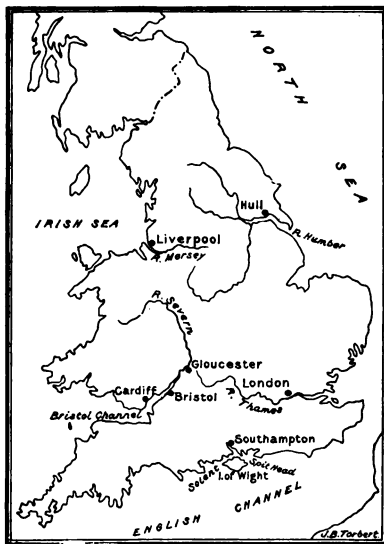 NORTH
SEA
Hull
IRISH SEA
Liverpool
R. Humber
R. Mersey
R. Severn
Gloucester
Cardiff
Bristol
London
R. Thames
Bristol Channel
Southampton
Solent
Spit Head
I. of Wight
ENGLISH CHANNEL
J.B. Torbert